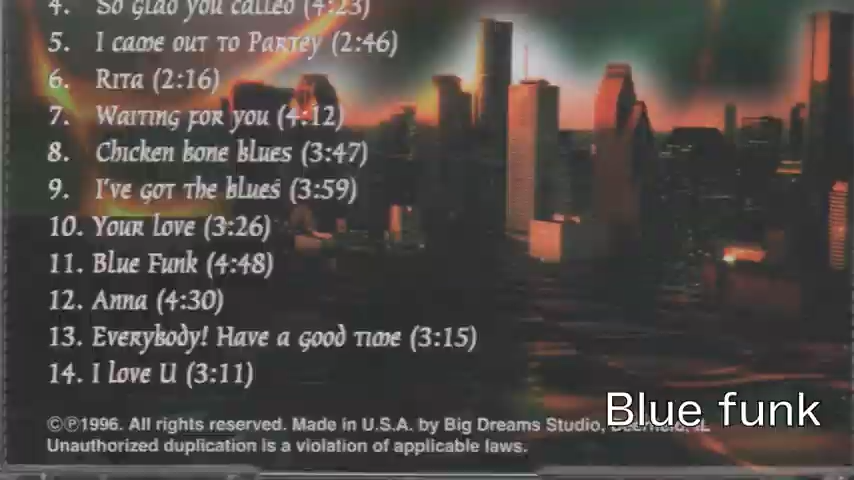 4. So glad you called (4:23)
5. I came out to Partey (2:46)
6. Rita (2:16)
7. Waiting for you (4:12)
8. Chicken bone blues (3:47)
9. I've got the blues (3:59)
10. Your love (3:26)
11. Blue Funk (4:48)
12. Anna (4:30)
13. Everybody! Have a good time (3:15)
14. I love U (3:11)
©℗1996. All rights reserved. Made in U.S.A. by Big Dreams Studio, Deerfield, IL
Unauthorized duplication is a violation of applicable laws.
Blue funk